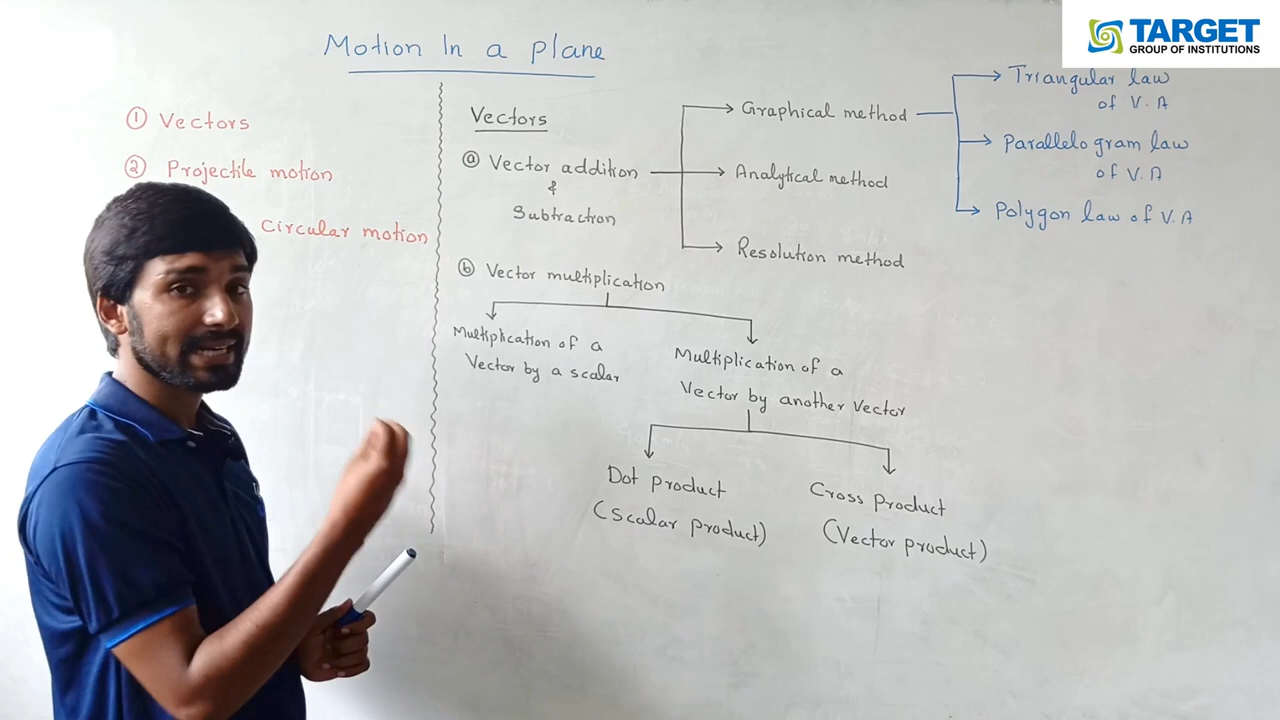 TARGET
GROUP OF INSTITUTIONS
Motion In a plane
① Vectors
② Projectile motion
Circular motion
Vectors
ⓐ Vector addition
&
Subtraction
Graphical method
Analytical method
Resolution method
Triangular law
of V.A
Parallelogram law
of V.A
Polygon law of V.A
ⓑ Vector multiplication
Multiplication of a
Vector by a scalar
Multiplication of a
Vector by another Vector
Dot product
(Scalar product)
Cross product
(Vector product)